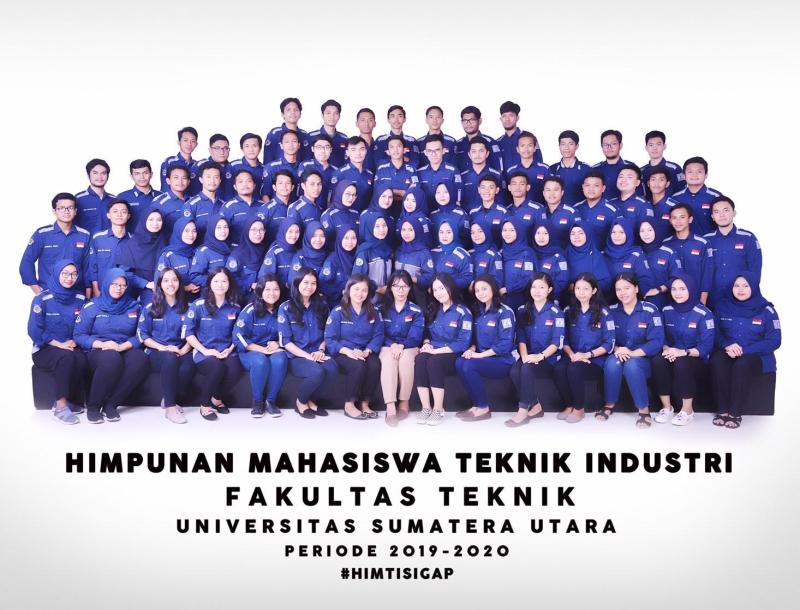 HIMPUNAN MAHASISWA TEKNIK INDUSTRI
FAKULTAS TEKNIK
UNIVERSITAS SUMATERA UTARA
PERIODE 2019-2020
#HIMTISIGAP